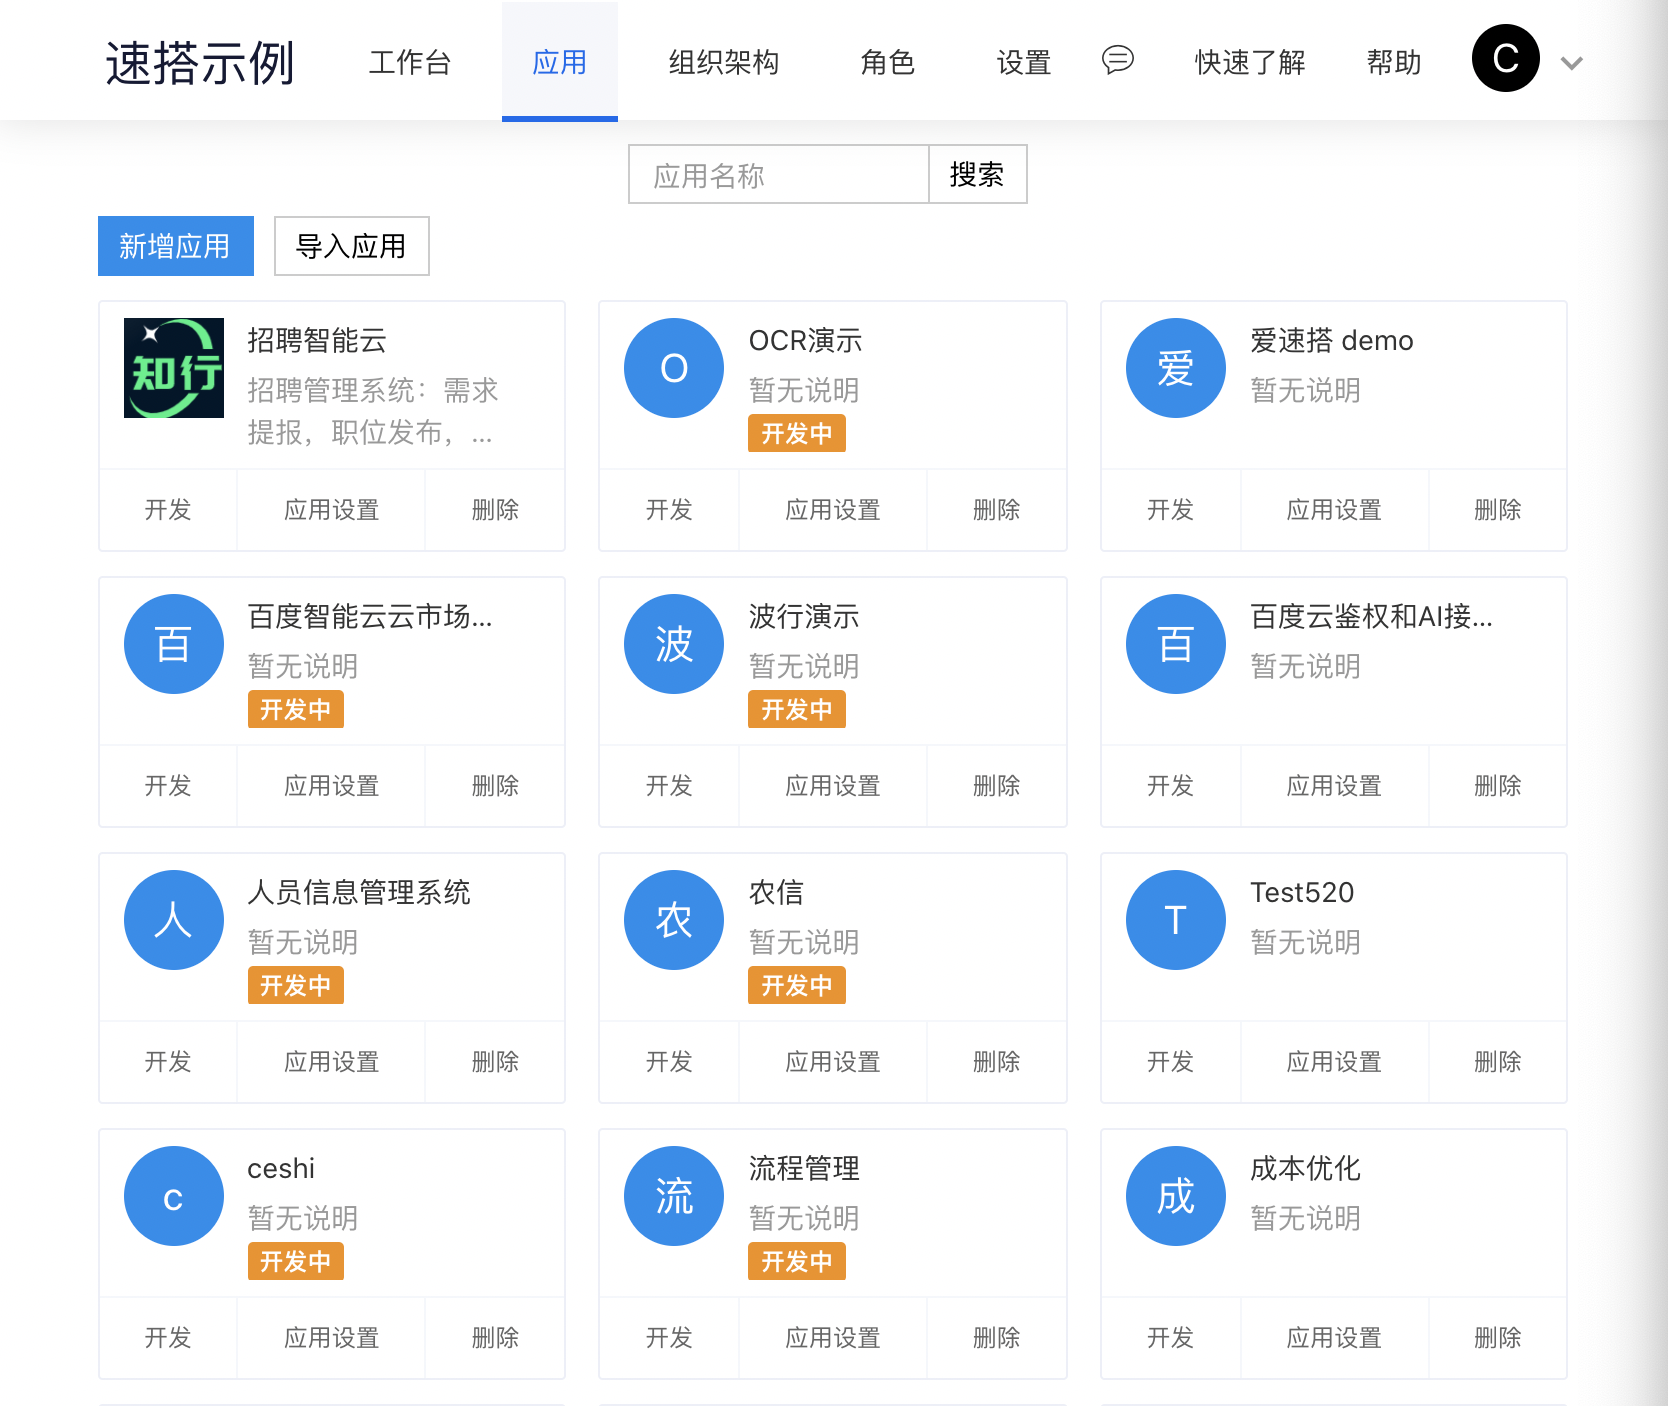 速搭示例 工作台 应用 组织架构 角色 设置 快速了解 帮助 C
应用名称 搜索
新增应用 导入应用
知行
招聘智能云
招聘管理系统：需求
提报，职位发布，...
开发 应用设置 删除
O
OCR演示
暂无说明
开发中
开发 应用设置 删除
爱
爱速搭 demo
暂无说明
开发 应用设置 删除
百
百度智能云云市场...
暂无说明
开发中
开发 应用设置 删除
波
波行演示
暂无说明
开发中
开发 应用设置 删除
百
百度云鉴权和AI接...
暂无说明
开发 应用设置 删除
人
人员信息管理系统
暂无说明
开发中
开发 应用设置 删除
农
农信
暂无说明
开发中
开发 应用设置 删除
T
Test520
暂无说明
开发 应用设置 删除
c
ceshi
暂无说明
开发中
开发 应用设置 删除
流
流程管理
暂无说明
开发中
开发 应用设置 删除
成
成本优化
暂无说明
开发 应用设置 删除